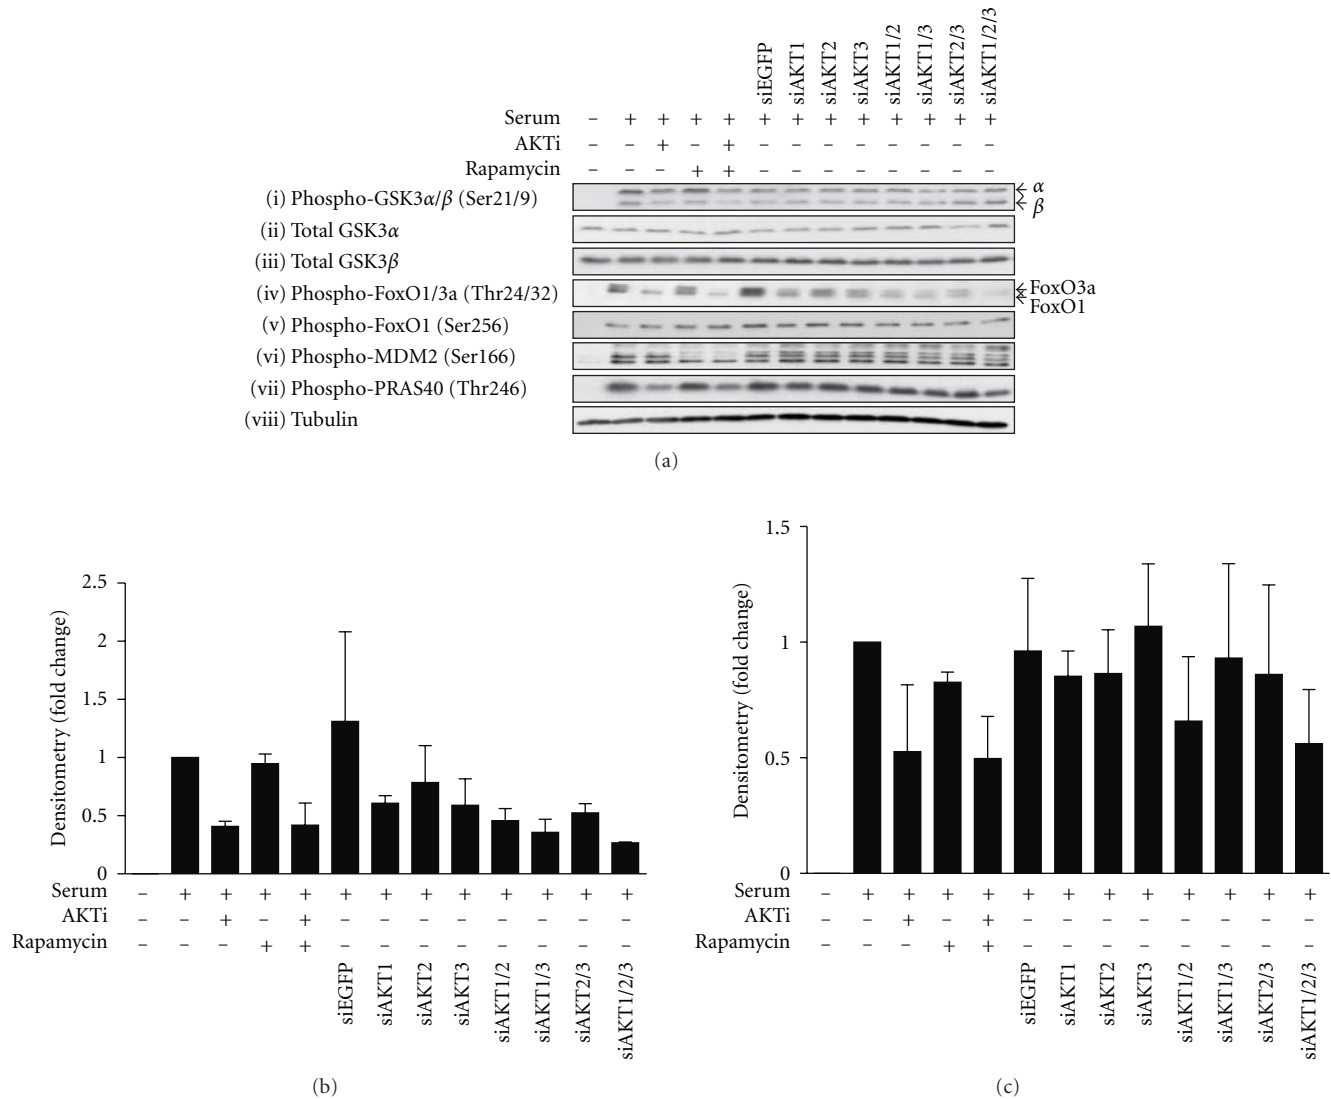 siEGFP siAKT1 siAKT2 siAKT3 siAKT1/2 siAKT1/3 siAKT2/3 siAKT1/2/3
Serum – + + + + + + + + + + + +
AKTi – – + – + – – – – – – – –
Rapamycin – – – + + – – – – – – – –
(i) Phospho-GSK3α/β (Ser21/9) α
β
(ii) Total GSK3α
(iii) Total GSK3β
(iv) Phospho-FoxO1/3a (Thr24/32) FoxO3a
FoxO1
(v) Phospho-FoxO1 (Ser256)
(vi) Phospho-MDM2 (Ser166)
(vii) Phospho-PRAS40 (Thr246)
(viii) Tubulin
(a)
Densitometry (fold change)
2.5
2
1.5
1
0.5
0
Serum – + + + + + + + + + + + +
AKTi – – + – + – – – – – – – –
Rapamycin – – – + + – – – – – – – –
siEGFP siAKT1 siAKT2 siAKT3 siAKT1/2 siAKT1/3 siAKT2/3 siAKT1/2/3
(b)
Densitometry (fold change)
1.5
1
0.5
0
Serum – + + + + + + + + + + + +
AKTi – – + – + – – – – – – – –
Rapamycin – – – + + – – – – – – – –
siEGFP siAKT1 siAKT2 siAKT3 siAKT1/2 siAKT1/3 siAKT2/3 siAKT1/2/3
(c)